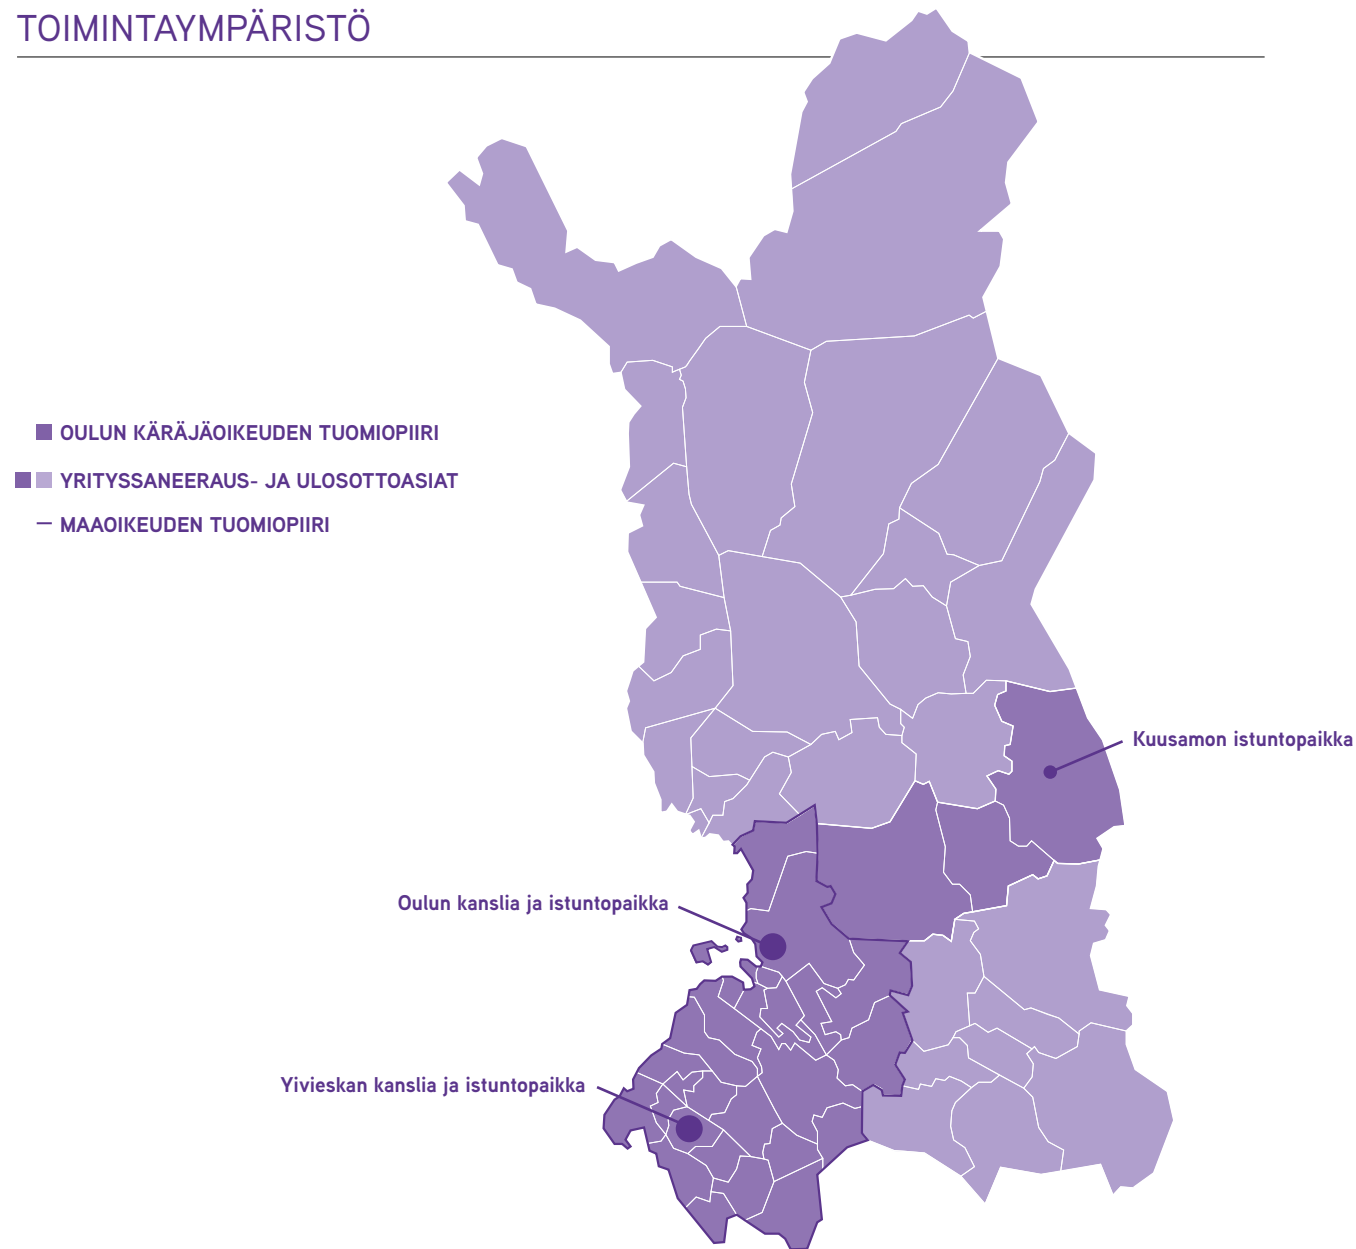 TOIMINTAYMPÄRISTÖ
OULUN KÄRÄJÄOIKEUDEN TUOMIOPIIRI
YRITYSSANEERAUS- JA ULOSOTTOASIAT
MAAOIKEUDEN TUOMIOPIIRI
Kuusamon istuntopaikka
Oulun kanslia ja istuntopaikka
Yivieskan kanslia ja istuntopaikka